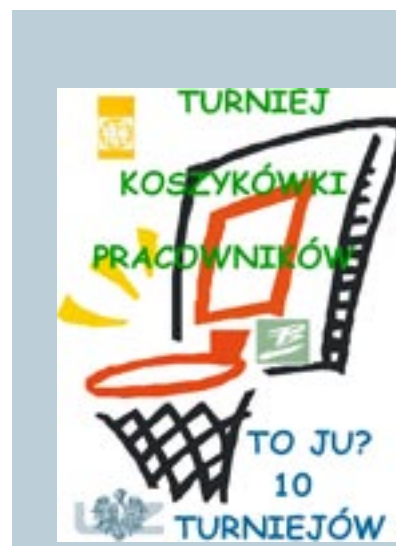 TURNIEJ
KOSZYKÓWKI
PRACOWNIKÓW
TO JU?
10
TURNIEJÓW